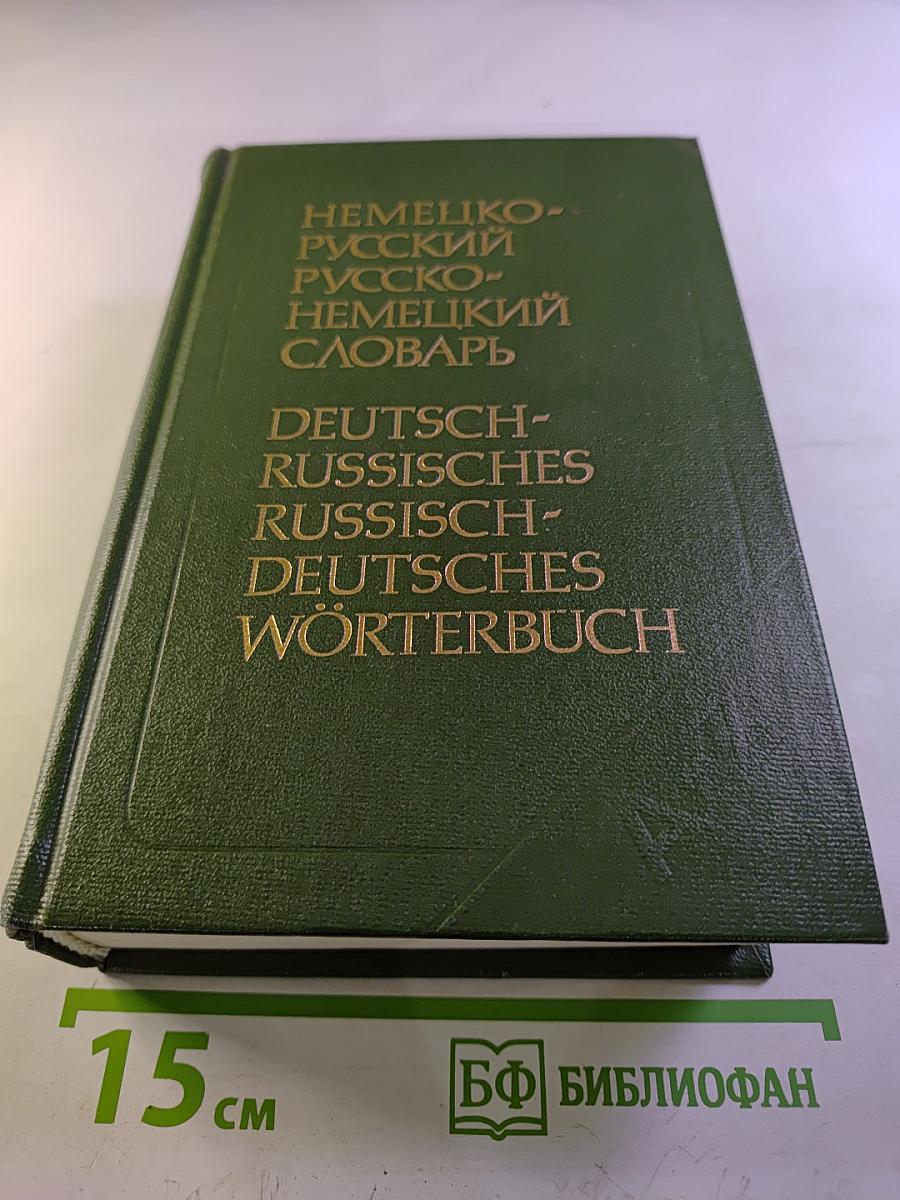 НЕМЕЦКО-
РУССКИЙ
РУССКО-
НЕМЕЦКИЙ
СЛОВАРЬ
DEUTSCH-
RUSSISCHES
RUSSISCH-
DEUTSCHES
WÖRTERBUCH
15 см
БФ БИБЛИОФАН